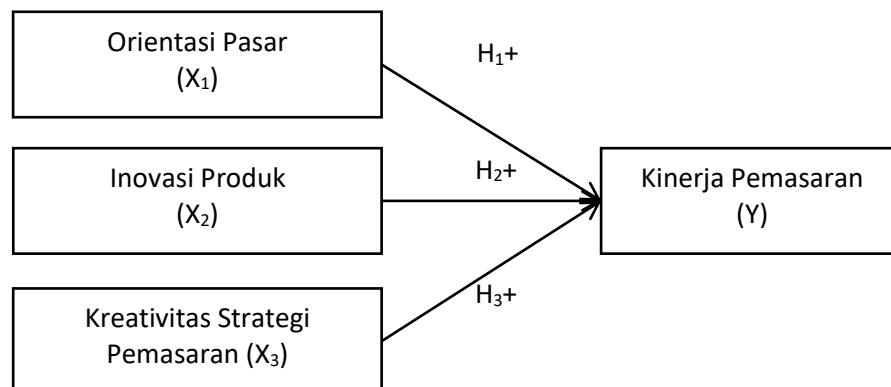 Orientasi Pasar
(X₁)
H₁+
Inovasi Produk
(X₂)
H₂+
Kinerja Pemasaran
(Y)
Kreativitas Strategi
Pemasaran (X₃)
H₃+